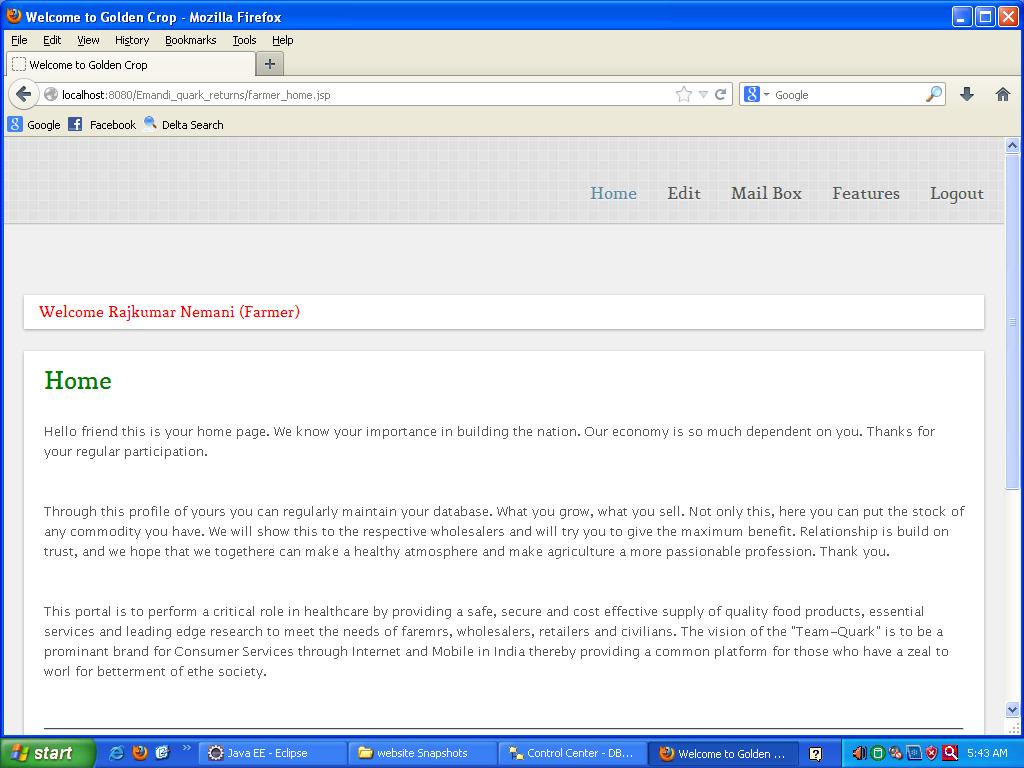 Welcome to Golden Crop - Mozilla Firefox
File Edit View History Bookmarks Tools Help
Welcome to Golden Crop
localhost:8080/Emandi_quark_returns/farmer_home.jsp
Google
Google Facebook Delta Search
Home Edit Mail Box Features Logout
Welcome Rajkumar Nemani (Farmer)
Home
Hello friend this is your home page. We know your importance in building the nation. Our economy is so much dependent on you. Thanks for
your regular participation.
Through this profile of yours you can regularly maintain your database. What you grow, what you sell. Not only this, here you can put the stock of
any commodity you have. We will show this to the respective wholesalers and will try you to give the maximum benefit. Relationship is build on
trust, and we hope that we togethere can make a healthy atmosphere and make agriculture a more passionable profession. Thank you.
This portal is to perform a critical role in healthcare by providing a safe, secure and cost effective supply of quality food products, essential
services and leading edge research to meet the needs of faremrs, wholesalers, retailers and civilians. The vision of the "Team-Quark" is to be a
prominant brand for Consumer Services through Internet and Mobile in India thereby providing a common platform for those who have a zeal to
worl for betterment of ethe society.
start Java EE - Eclipse website Snapshots Control Center - DB... Welcome to Golden ... 5:43 AM